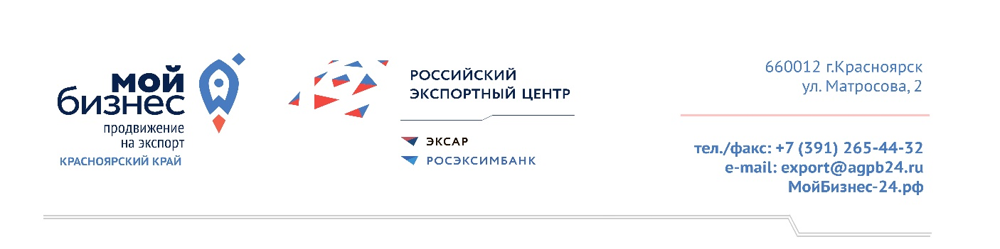 мой
бизнес
продвижение
на экспорт
КРАСНОЯРСКИЙ КРАЙ
РОССИЙСКИЙ
ЭКСПОРТНЫЙ ЦЕНТР
ЭКСАР
РОСЭКСИМБАНК
660012 г.Красноярск
ул. Матросова, 2
тел./факс: +7 (391) 265-44-32
e-mail: export@agpb24.ru
МойБизнес-24.рф